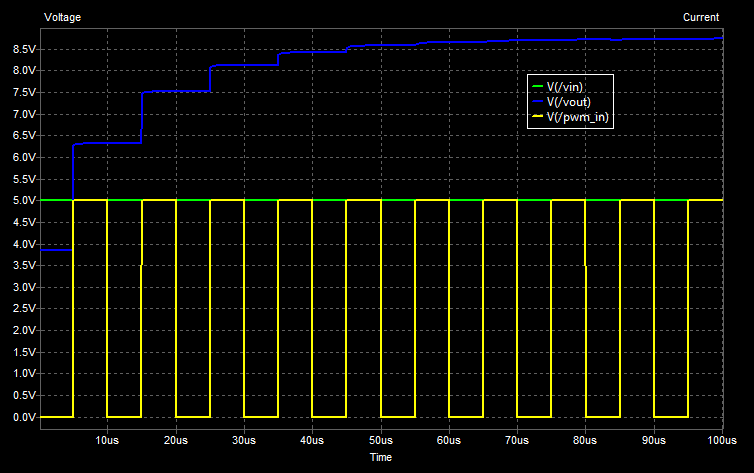 Voltage Current
8.5V
8.0V
7.5V
7.0V
6.5V
6.0V
5.5V
5.0V
4.5V
4.0V
3.5V
3.0V
2.5V
2.0V
1.5V
1.0V
0.5V
0.0V
V(/vin)
V(/vout)
V(/pwm_in)
10us 20us 30us 40us 50us 60us 70us 80us 90us 100us
Time